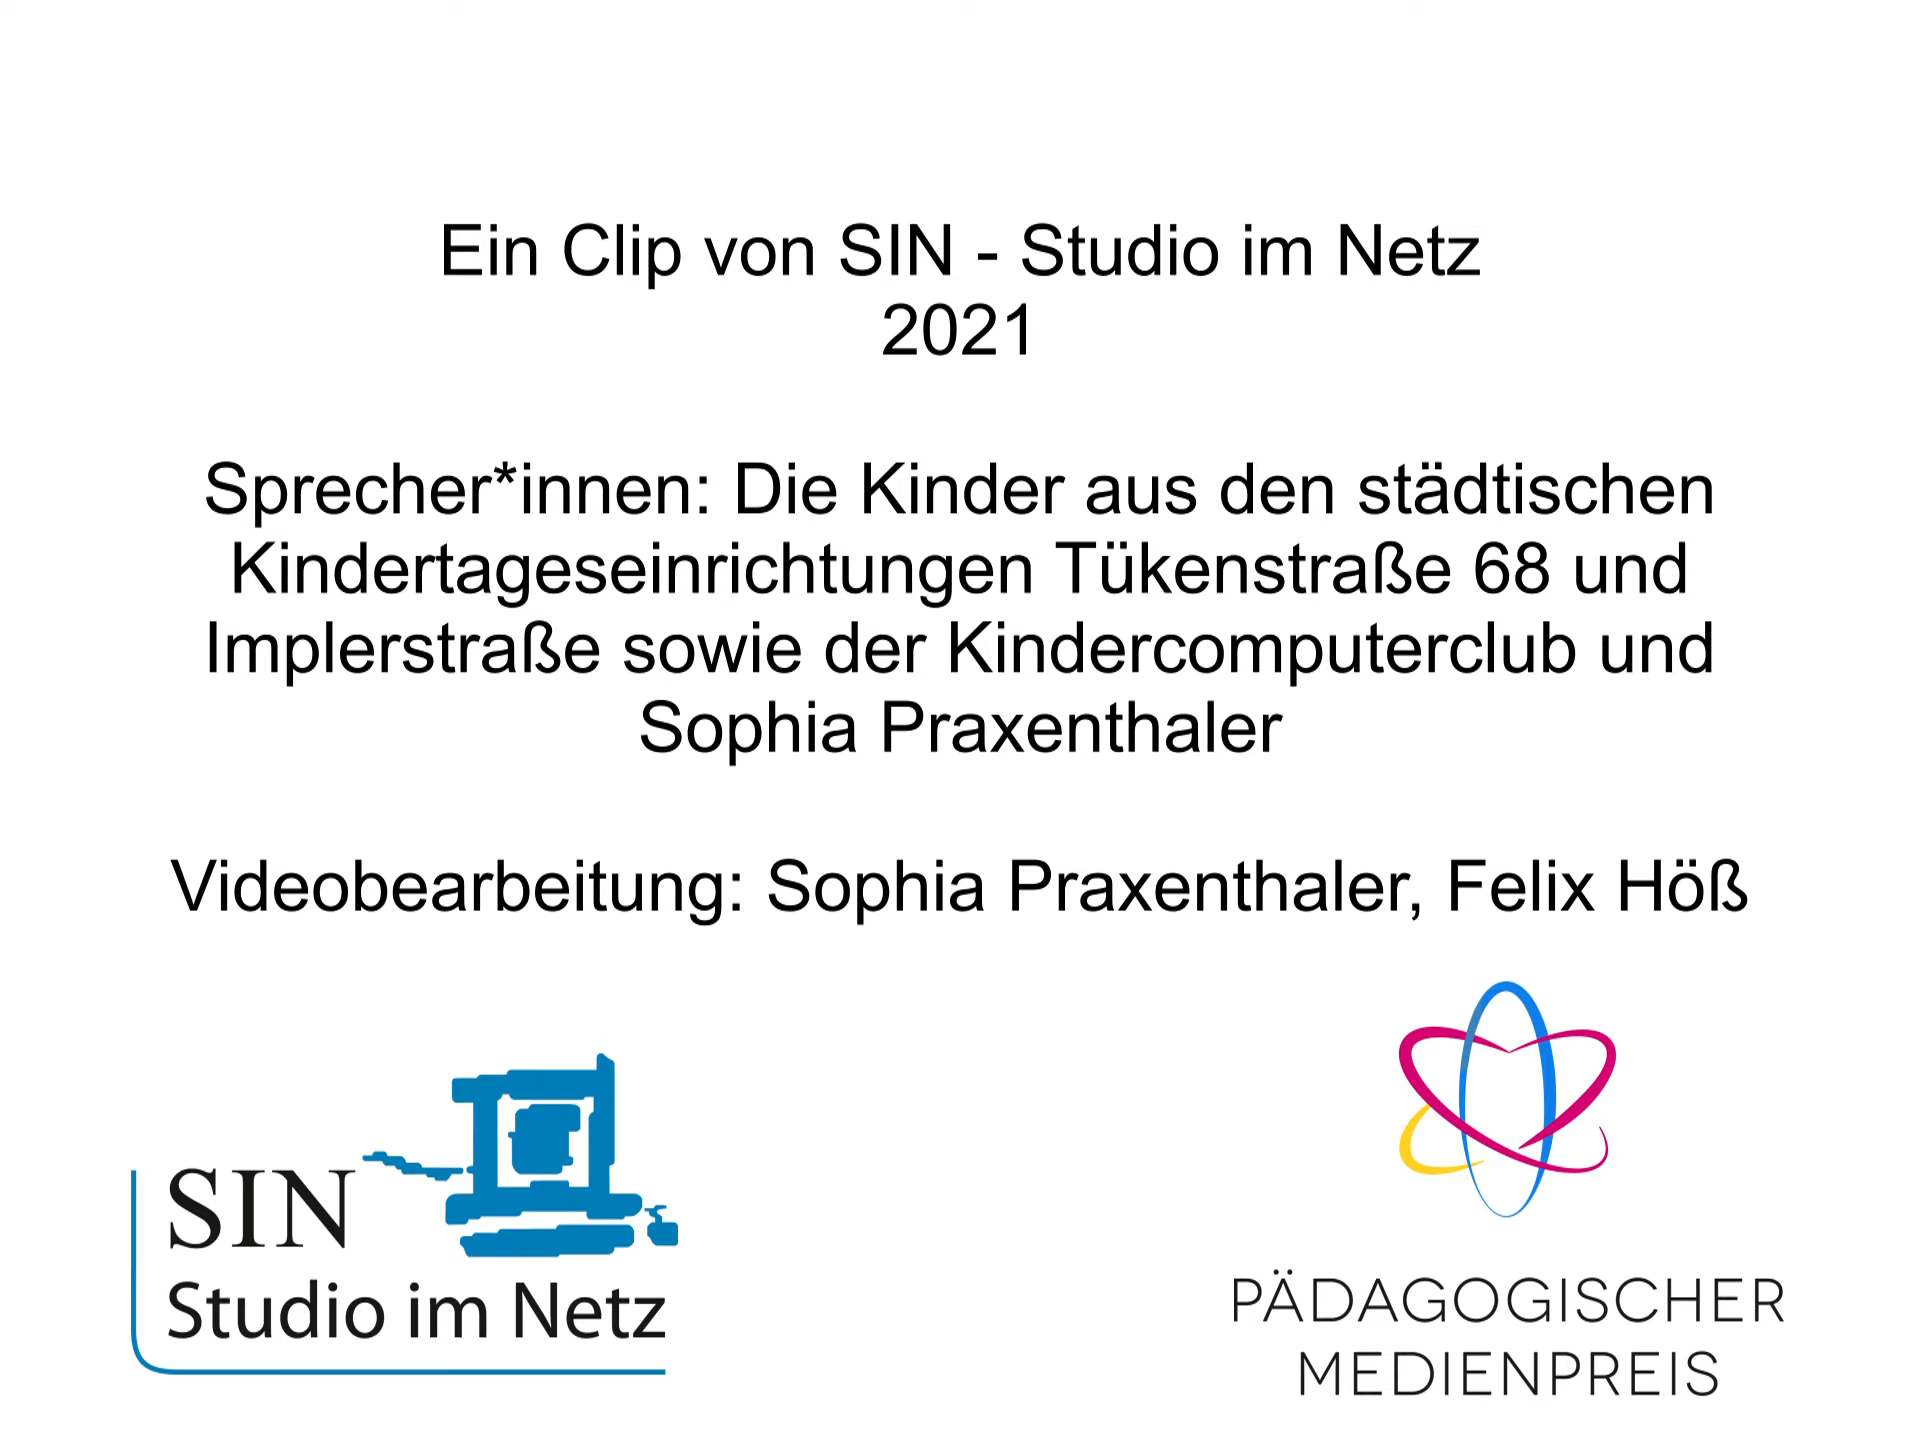 Ein Clip von SIN - Studio im Netz
2021
Sprecher*innen: Die Kinder aus den städtischen
Kindertageseinrichtungen Tükenstraße 68 und
Implerstraße sowie der Kindercomputerclub und
Sophia Praxenthaler
Videobearbeitung: Sophia Praxenthaler, Felix Höß
SIN
Studio im Netz
PÄDAGOGISCHER
MEDIENPREIS